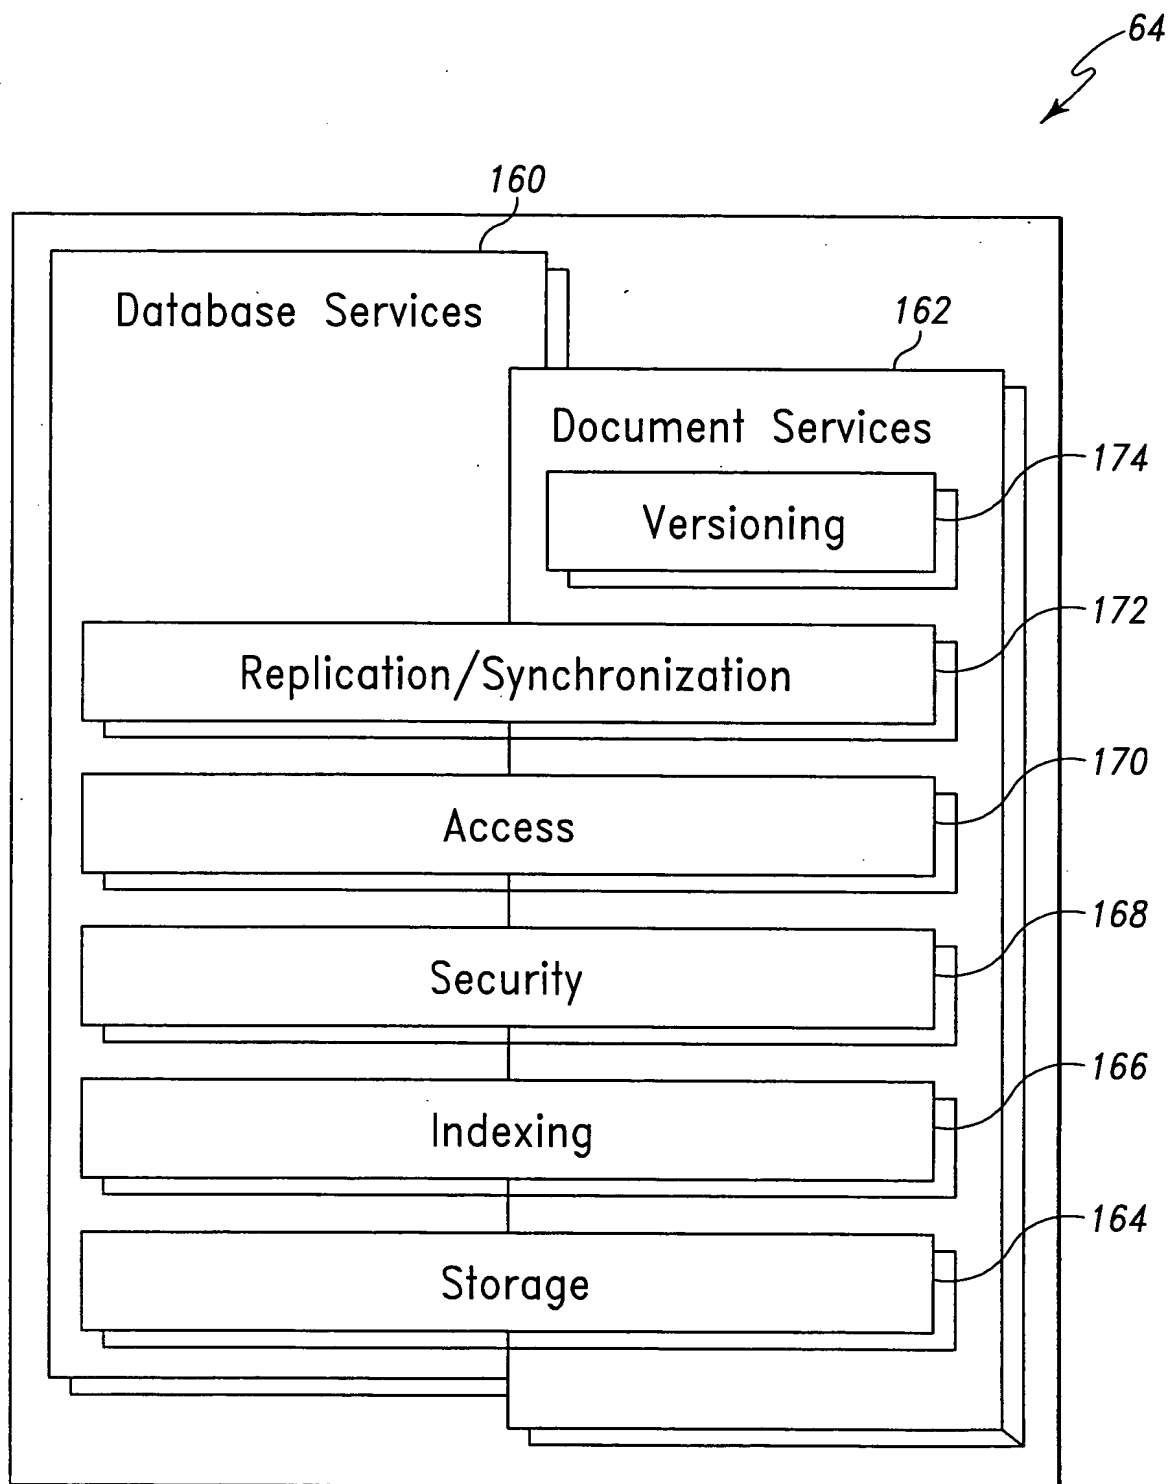 64
160
Database Services
162
Document Services
174
Versioning
172
Replication/Synchronization
170
Access
168
Security
166
Indexing
164
Storage